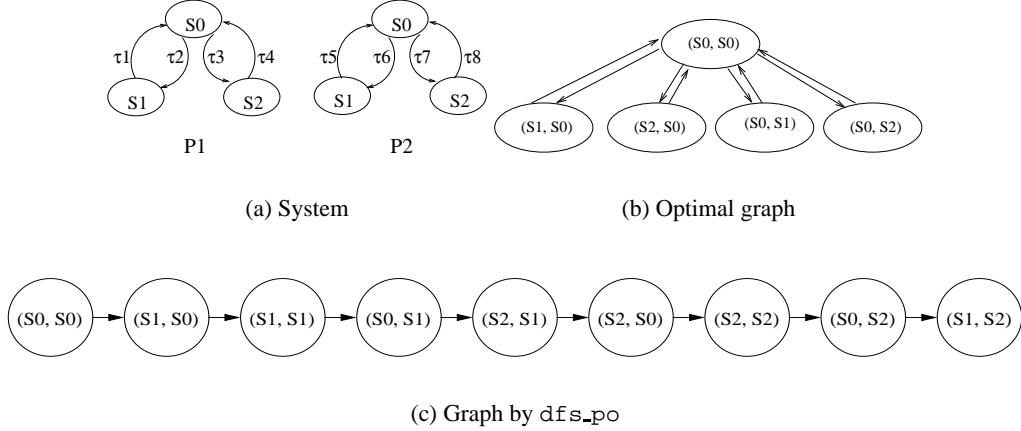 S0
τ1 τ2 τ3 τ4
S1 S2
P1
S0
τ5 τ6 τ7 τ8
S1 S2
P2
(a) System
(S0, S0)
(S1, S0) (S2, S0) (S0, S1) (S0, S2)
(b) Optimal graph
(S0, S0) (S1, S0) (S1, S1) (S0, S1) (S2, S1) (S2, S0) (S2, S2) (S0, S2) (S1, S2)
(c) Graph by dfs_po